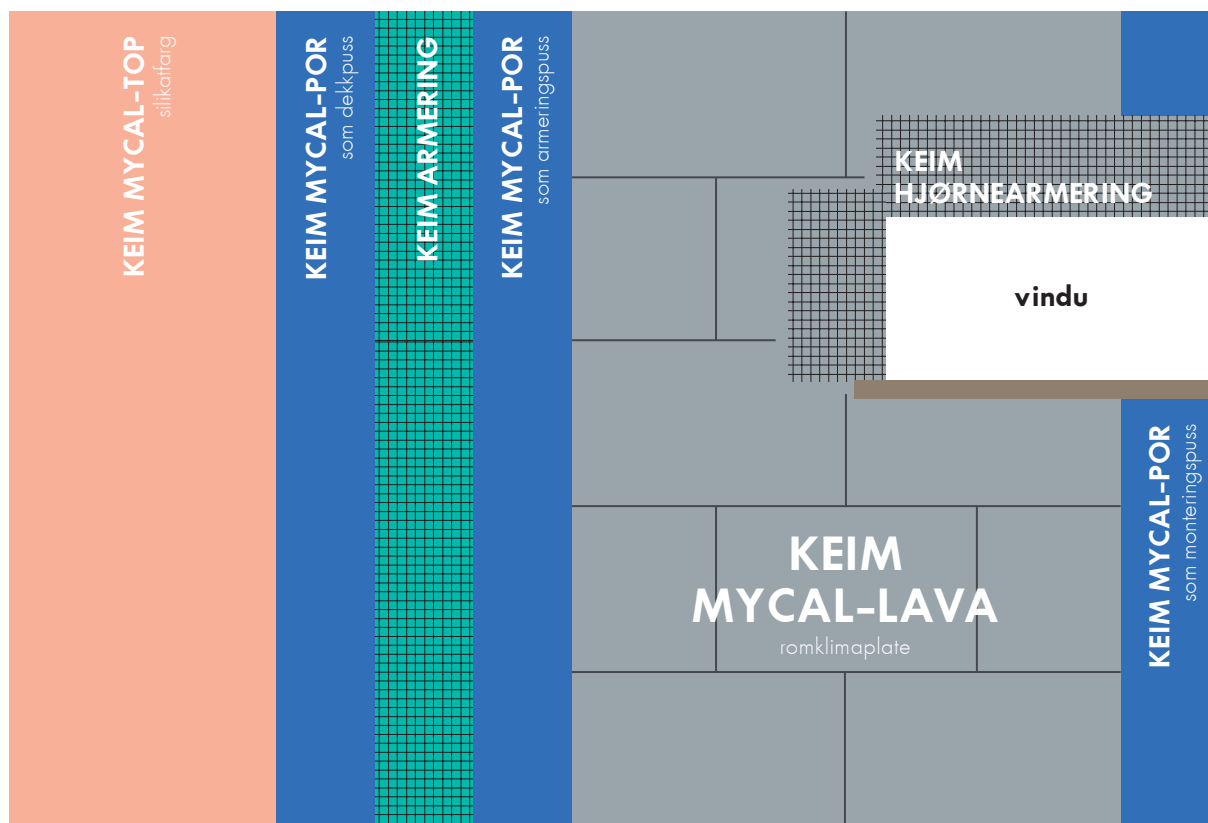 KEIM MYCAL-TOP
silikatfarg
KEIM MYCAL-POR
som dekkpuss
KEIM ARMERING
KEIM MYCAL-POR
som armeringspuss
KEIM
HJØRNEARMERING
vindu
KEIM
MYCAL-LAVA
romklimaplate
KEIM MYCAL-POR
som monteringspuss